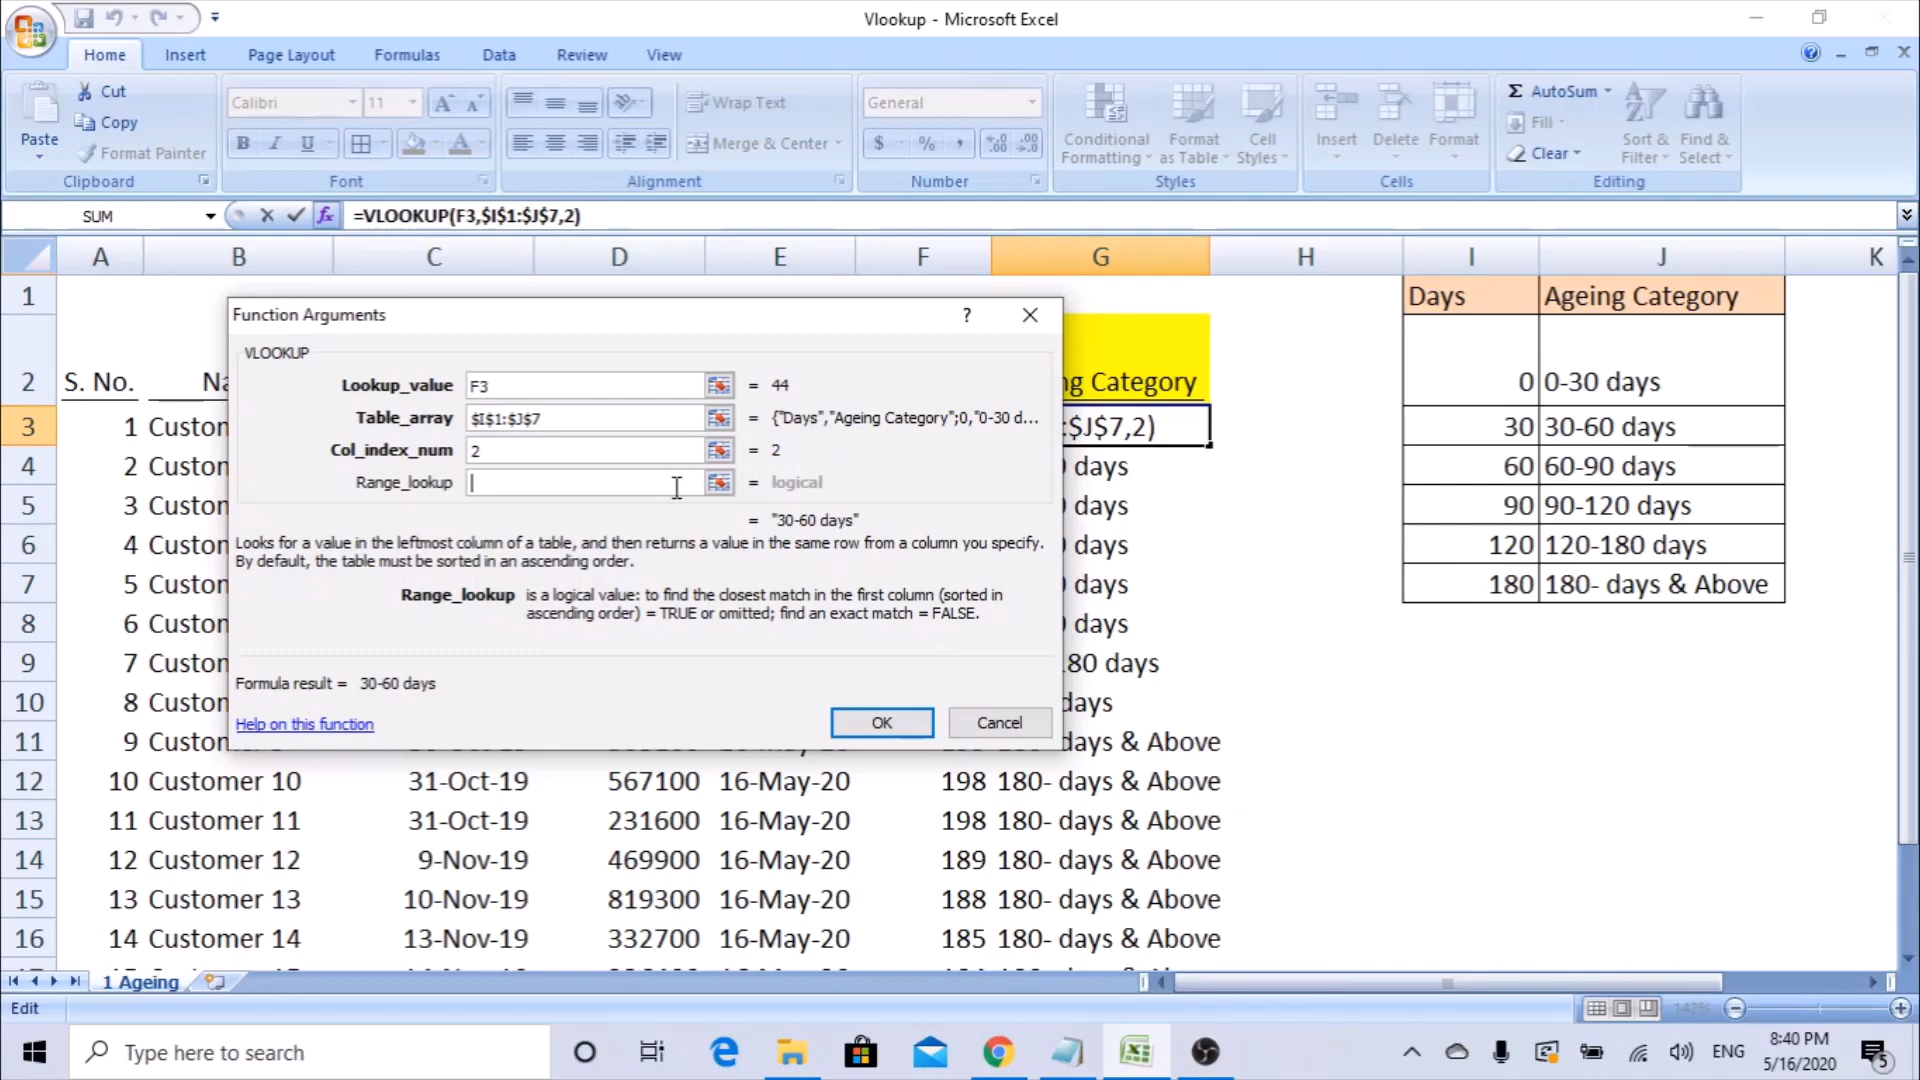 Vlookup - Microsoft Excel
Home Insert Page Layout Formulas Data Review View
Paste
Cut
Copy
Format Painter
Clipboard
Calibri 11
B I U
Font
Wrap Text
Merge & Center
Alignment
General
$ % ,
Number
Conditional Formatting
Format as Table
Cell Styles
Styles
Insert Delete Format
Cells
Σ AutoSum
Fill
Clear
Sort & Filter
Find & Select
Editing
SUM =VLOOKUP(F3,$I$1:$J$7,2)
A B C D E F G H I J K
1 Days Ageing Category
2 S. No. g Category 0 0-30 days
3 1 :$J$7,2) 30 30-60 days
4 2 days 60 60-90 days
5 3 days 90 90-120 days
6 4 days 120 120-180 days
7 5 days 180 180- days & Above
8 6 days
9 7 80 days
10 8
11 9 days & Above
12 10 Customer 10 31-Oct-19 567100 16-May-20 198 180- days & Above
13 11 Customer 11 31-Oct-19 231600 16-May-20 198 180- days & Above
14 12 Customer 12 9-Nov-19 469900 16-May-20 189 180- days & Above
15 13 Customer 13 10-Nov-19 819300 16-May-20 188 180- days & Above
16 14 Customer 14 13-Nov-19 332700 16-May-20 185 180- days & Above
Function Arguments ?
VLOOKUP
Lookup_value F3 = 44
Table_array $I$1:$J$7 = {"Days","Ageing Category";0,"0-30 d...
Col_index_num 2 = 2
Range_lookup = logical
= "30-60 days"
Looks for a value in the leftmost column of a table, and then returns a value in the same row from a column you specify.
By default, the table must be sorted in an ascending order.
Range_lookup is a logical value: to find the closest match in the first column (sorted in
ascending order) = TRUE or omitted; find an exact match = FALSE.
Formula result = 30-60 days
Help on this function
OK Cancel
1 Ageing
Edit 142%
Type here to search
ENG
8:40 PM
5/16/2020
5